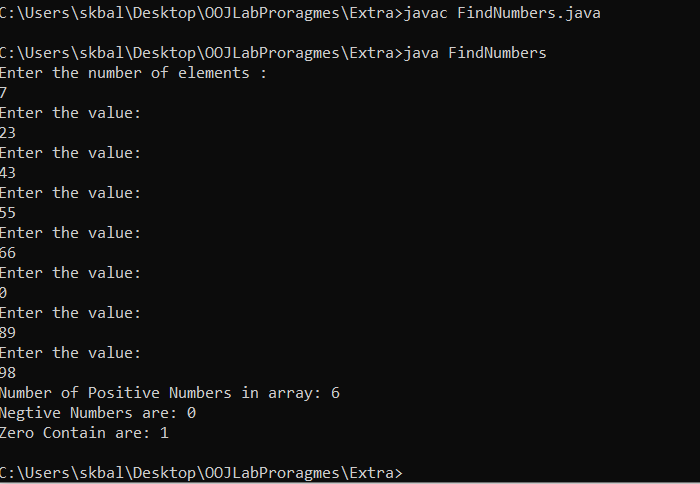 C:\Users\skbal\Desktop\OOJLabProragmes\Extra>javac FindNumbers.java
C:\Users\skbal\Desktop\OOJLabProragmes\Extra>java FindNumbers
Enter the number of elements :
7
Enter the value:
23
Enter the value:
43
Enter the value:
55
Enter the value:
66
Enter the value:
0
Enter the value:
89
Enter the value:
98
Number of Positive Numbers in array: 6
Negtive Numbers are: 0
Zero Contain are: 1
C:\Users\skbal\Desktop\OOJLabProragmes\Extra>